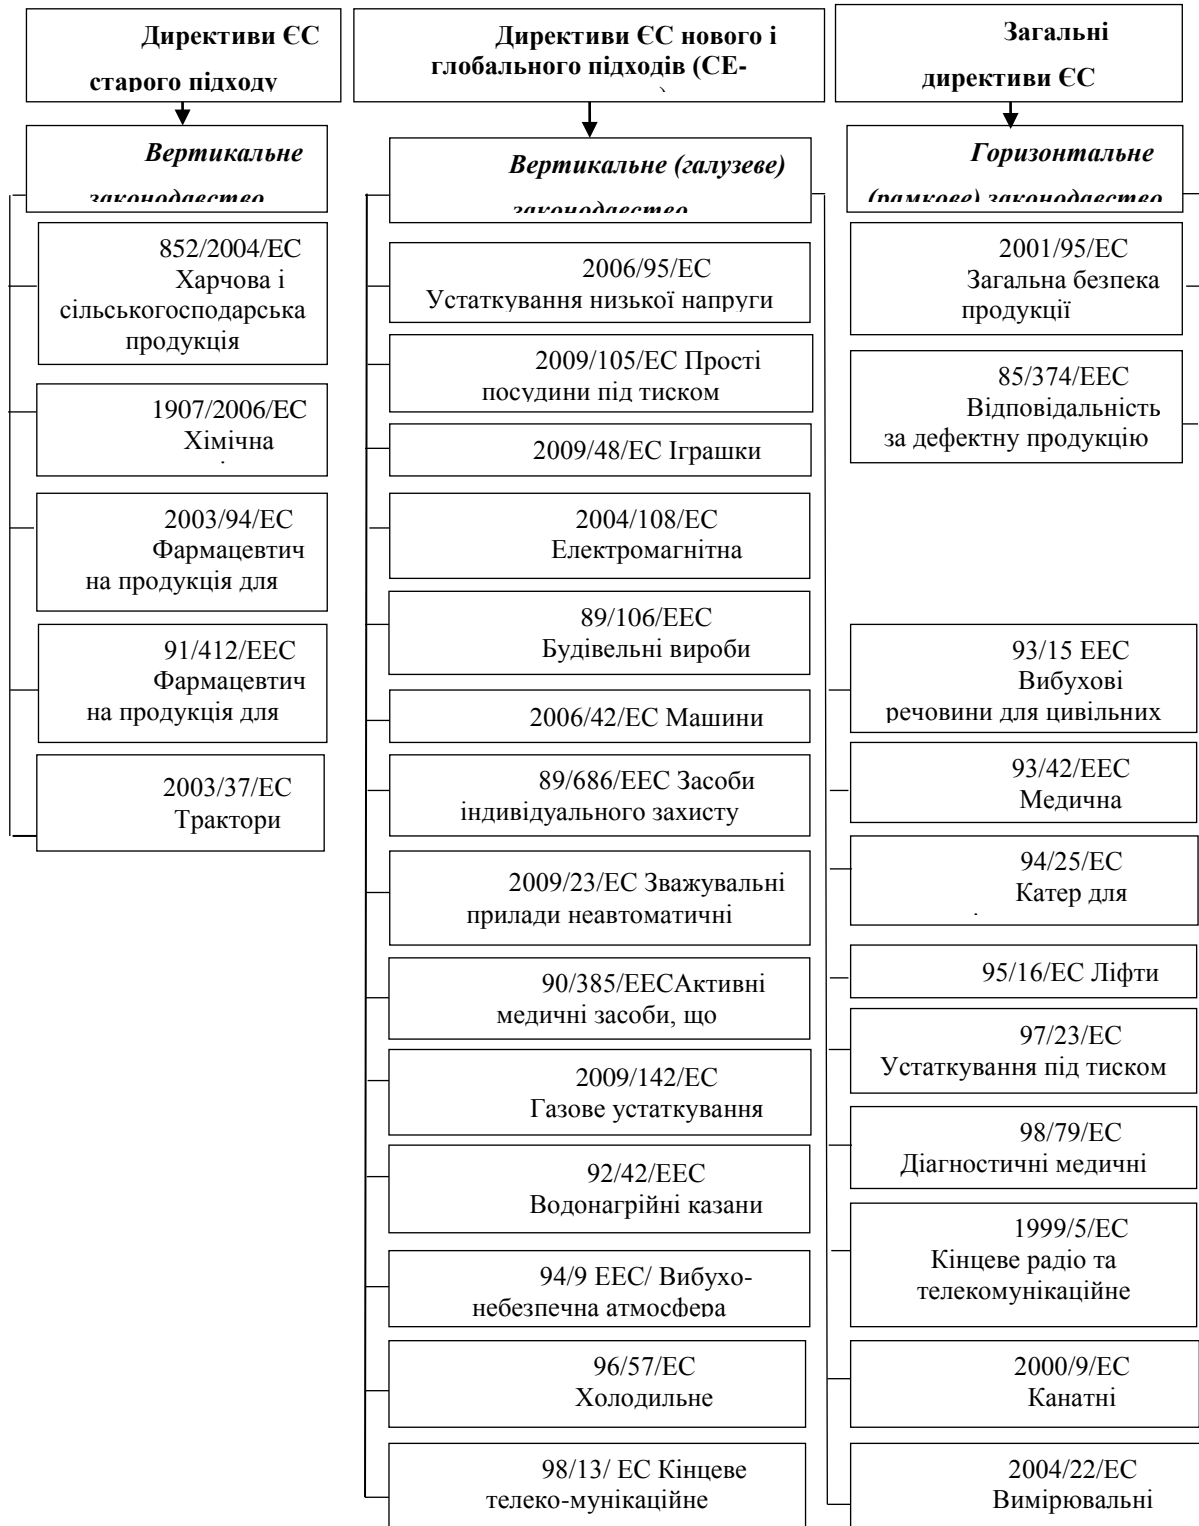 Директиви ЄС
старого підходу
Вертикальне
законодавство
852/2004/ЕС
Харчова і
сільськогосподарська
продукція
1907/2006/ЕС
Хімічна
2003/94/ЕС
Фармацевтич
на продукція для
91/412/ЕЕС
Фармацевтич
на продукція для
2003/37/ЕС
Трактори
Директиви ЄС нового і
глобального підходів (СЕ-
Вертикальне (галузеве)
законодавство
2006/95/ЕС
Устаткування низької напруги
2009/105/ЕС Прості
посудини під тиском
2009/48/ЕС Іграшки
2004/108/ЕС
Електромагнітна
89/106/ЕЕС
Будівельні вироби
2006/42/ЕС Машини
89/686/ЕЕС Засоби
індивідуального захисту
2009/23/ЕС Зважувальні
прилади неавтоматичні
90/385/ЕЕСАктивні
медичні засоби, що
2009/142/ЕС
Газове устаткування
92/42/ЕЕС
Водонагрійні казани
94/9 ЕЕС/ Вибухо-
небезпечна атмосфера
96/57/ЕС
Холодильне
98/13/ ЕС Кінцеве
телеко-мунікаційне
Загальні
директиви ЄС
Горизонтальне
(рамкове) законодавство
2001/95/ЕС
Загальна безпека
продукції
85/374/ЕЕС
Відповідальність
за дефектну продукцію
93/15 ЕЕС
Вибухові
речовини для цивільних
93/42/ЕЕС
Медична
94/25/ЕС
Катер для
95/16/ЕС Ліфти
97/23/ЕС
Устаткування під тиском
98/79/ЕС
Діагностичні медичні
1999/5/ЕС
Кінцеве радіо та
телекомунікаційне
2000/9/ЕС
Канатні
2004/22/ЕС
Вимірювальні